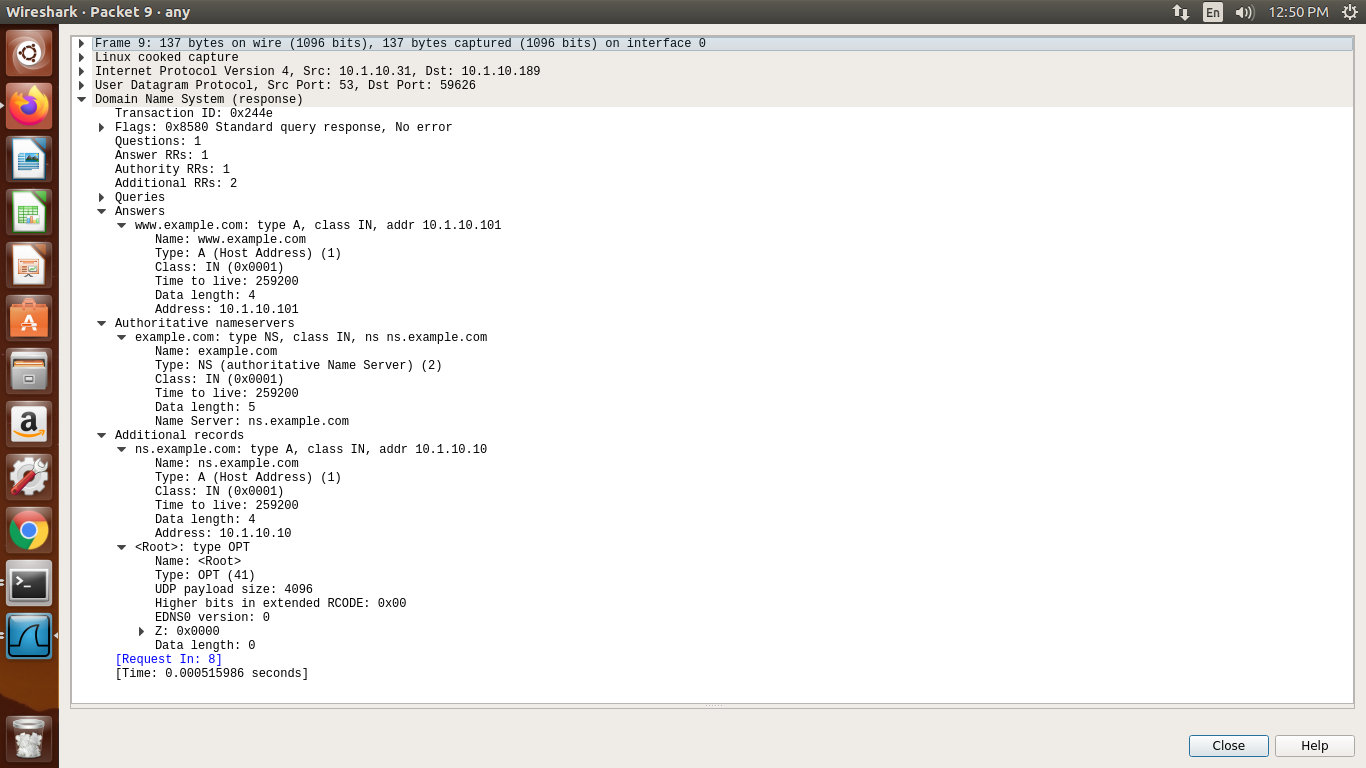 Wireshark · Packet 9 · any
En
12:50 PM
Frame 9: 137 bytes on wire (1096 bits), 137 bytes captured (1096 bits) on interface 0
Linux cooked capture
Internet Protocol Version 4, Src: 10.1.10.31, Dst: 10.1.10.189
User Datagram Protocol, Src Port: 53, Dst Port: 59626
Domain Name System (response)
Transaction ID: 0x244e
Flags: 0x8580 Standard query response, No error
Questions: 1
Answer RRs: 1
Authority RRs: 1
Additional RRs: 2
Queries
Answers
www.example.com: type A, class IN, addr 10.1.10.101
Name: www.example.com
Type: A (Host Address) (1)
Class: IN (0x0001)
Time to live: 259200
Data length: 4
Address: 10.1.10.101
Authoritative nameservers
example.com: type NS, class IN, ns ns.example.com
Name: example.com
Type: NS (authoritative Name Server) (2)
Class: IN (0x0001)
Time to live: 259200
Data length: 5
Name Server: ns.example.com
Additional records
ns.example.com: type A, class IN, addr 10.1.10.10
Name: ns.example.com
Type: A (Host Address) (1)
Class: IN (0x0001)
Time to live: 259200
Data length: 4
Address: 10.1.10.10
<Root>: type OPT
Name: <Root>
Type: OPT (41)
UDP payload size: 4096
Higher bits in extended RCODE: 0x00
EDNS0 version: 0
Z: 0x0000
Data length: 0
[Request In: 8]
[Time: 0.000515986 seconds]
Close
Help